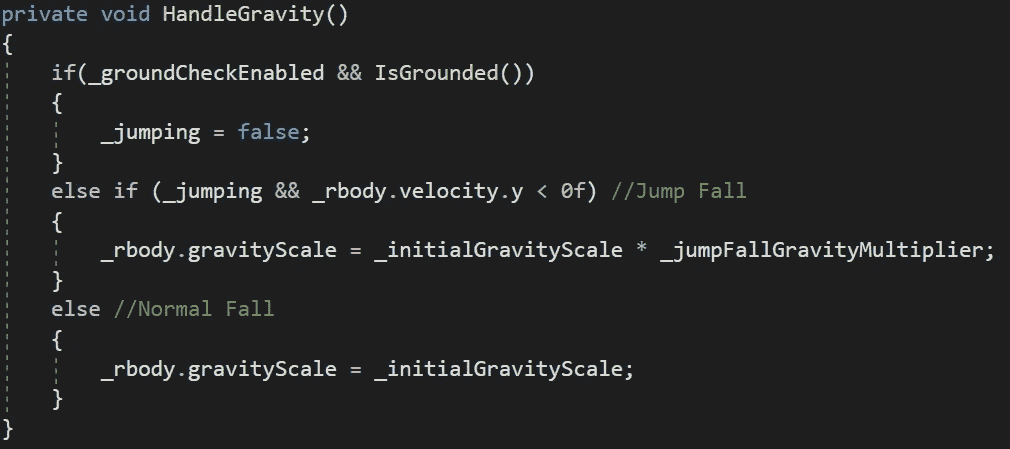 private void HandleGravity()
{
    if(_groundCheckEnabled && IsGrounded())
    {
        _jumping = false;
    }
    else if (_jumping && _rbody.velocity.y < 0f) //Jump Fall
    {
        _rbody.gravityScale = _initialGravityScale * _jumpFallGravityMultiplier;
    }
    else //Normal Fall
    {
        _rbody.gravityScale = _initialGravityScale;
    }
}